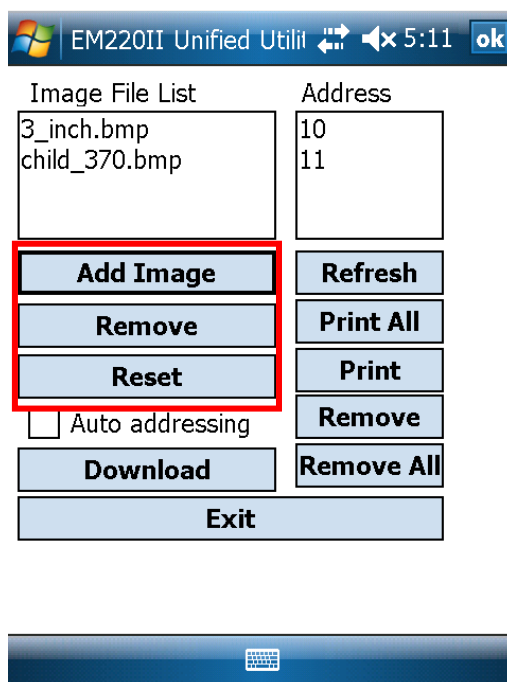 EM220II Unified Utilit 5:11 ok
Image File List Address
3_inch.bmp 10
child_370.bmp 11
Add Image Refresh
Remove Print All
Reset Print
Auto addressing Remove
Download Remove All
Exit